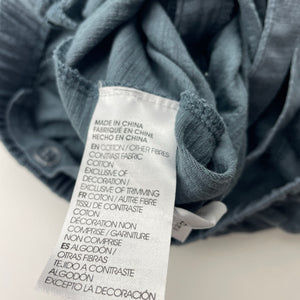 MADE IN CHINA
FABRIQUÉ EN CHINE
HECHO EN CHINA
EN COTTON / OTHER FIBRES
CONTRAST FABRIC
COTTON
EXCLUSIVE OF
DECORATION /
EXCLUSIVE OF TRIMMING
FR COTON / AUTRE FIBRE
TISSU DE CONTRASTE
COTON
DÉCORATION NON
COMPRISE / GARNITURE
NON COMPRISE
ES ALGODÓN
/ OTRAS FIBRAS
TEJIDO A CONTRASTE
ALGODÓN
EXCEPTO LA DECORACIÓN